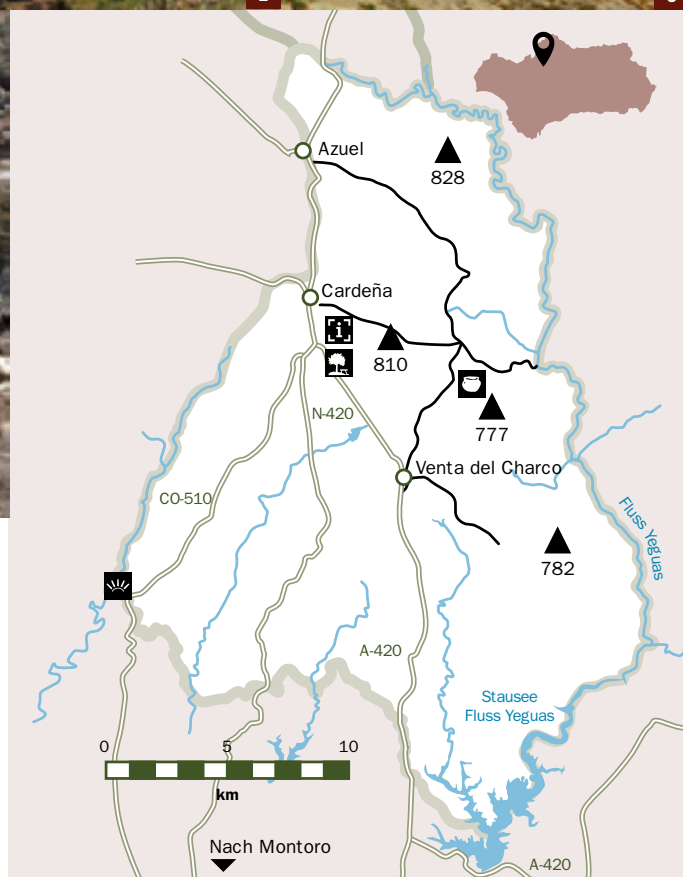 Azuel
828
Cardeña
810
777
N-420
Venta del Charco
CO-510
Fluss Yeguas
782
A-420
Stausee
Fluss Yeguas
0 5 10
km
Nach Montoro
A-420